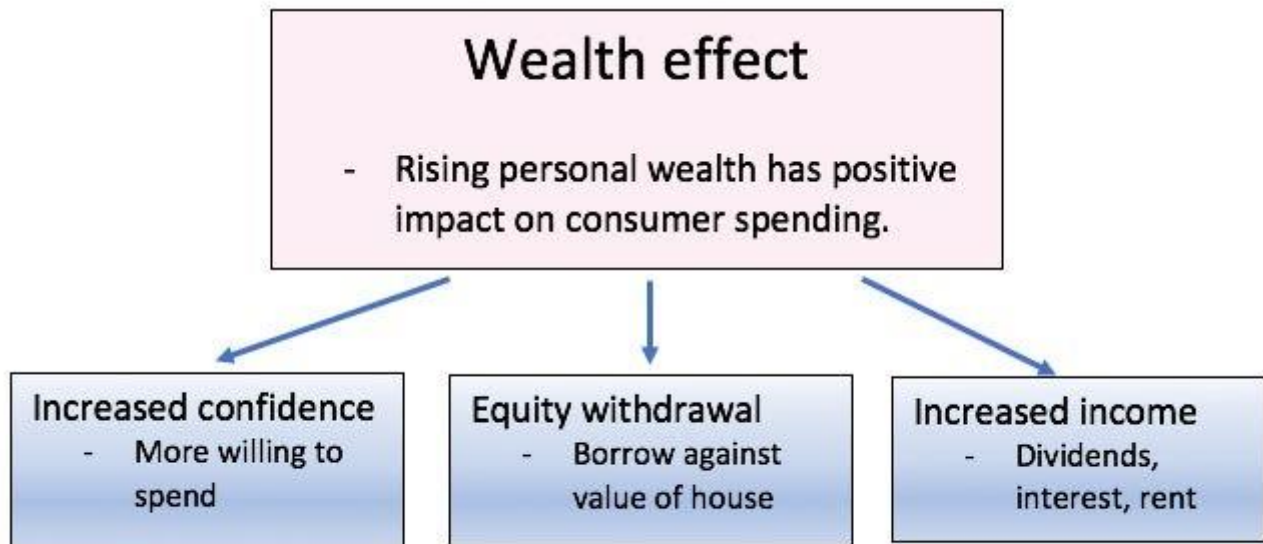 Wealth effect
- Rising personal wealth has positive
impact on consumer spending.
Increased confidence
- More willing to
spend
Equity withdrawal
- Borrow against
value of house
Increased income
- Dividends,
interest, rent